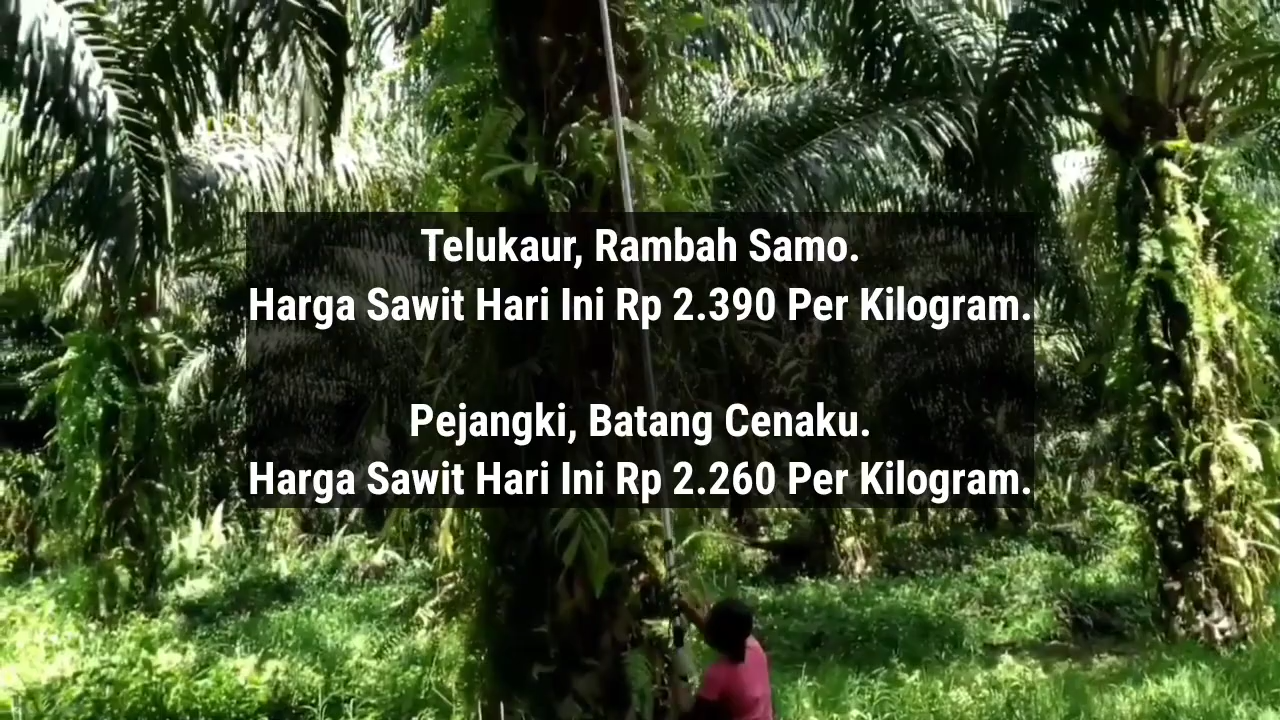 Telukaur, Rambah Samo.
Harga Sawit Hari Ini Rp 2.390 Per Kilogram.
Pejangki, Batang Cenaku.
Harga Sawit Hari Ini Rp 2.260 Per Kilogram.